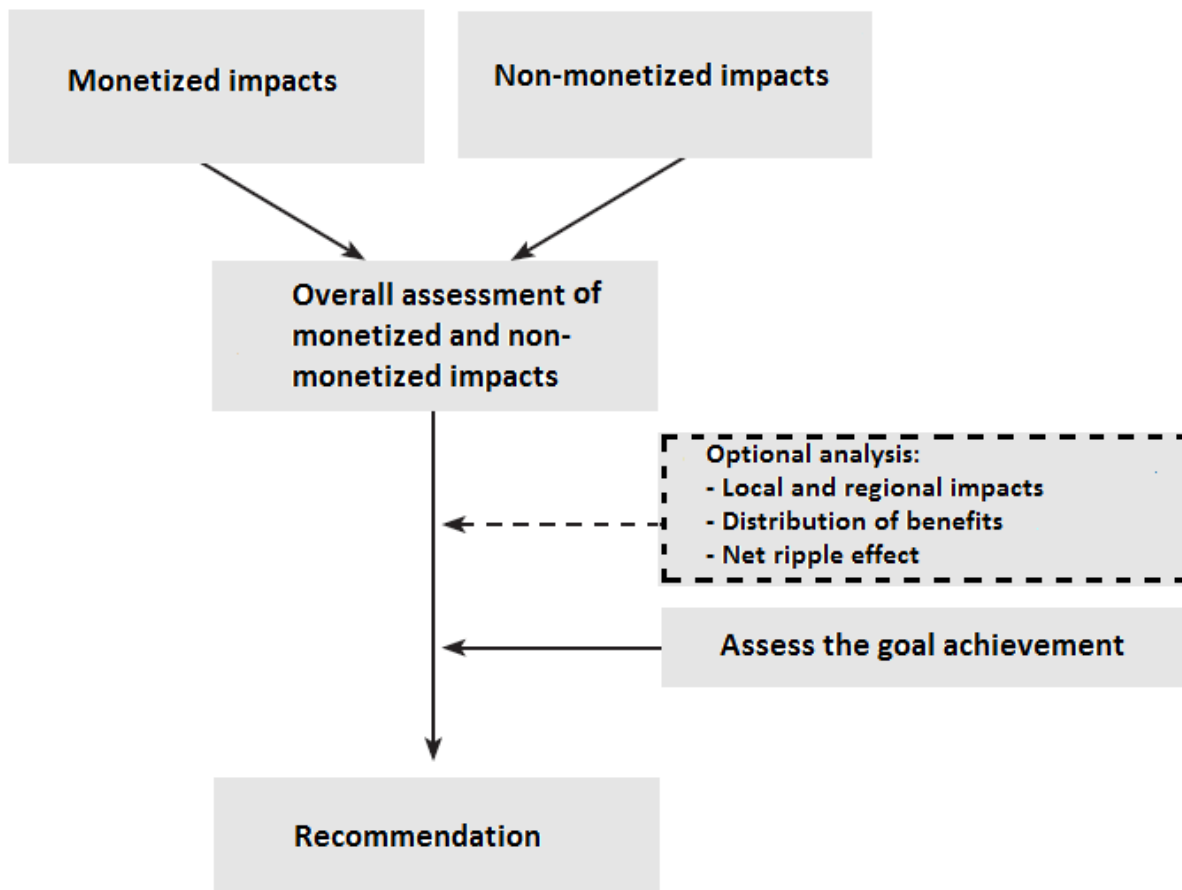 Monetized impacts
Non-monetized impacts
Overall assessment of
monetized and non-
monetized impacts
Optional analysis:
- Local and regional impacts
- Distribution of benefits
- Net ripple effect
Assess the goal achievement
Recommendation